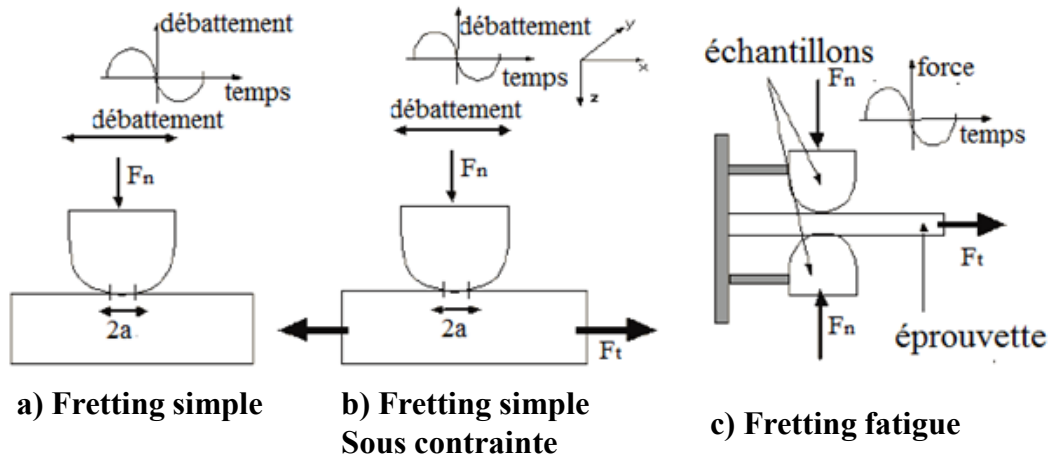 débattement
temps
débattement
Fn
2a
a) Fretting simple
débattement
temps
y
x
z
débattement
Fn
2a
Ft
b) Fretting simple
Sous contrainte
échantillons
Fn
force
temps
Ft
Fn
éprouvette
c) Fretting fatigue